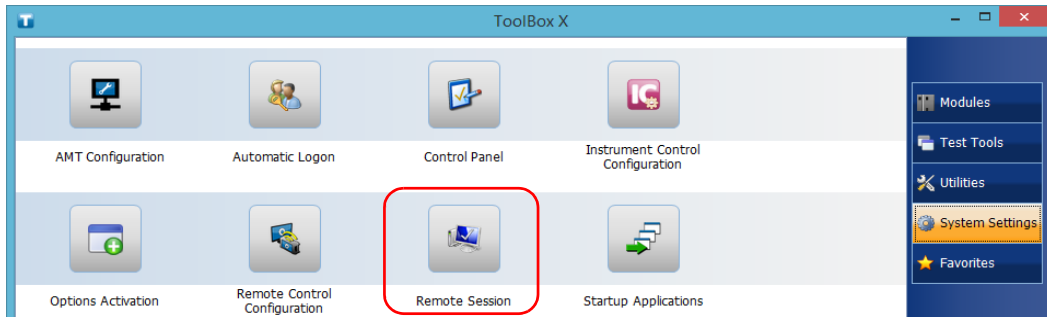 T
ToolBox X
AMT Configuration
Automatic Logon
Control Panel
Instrument Control
Configuration
Options Activation
Remote Control
Configuration
Remote Session
Startup Applications
Modules
Test Tools
Utilities
System Settings
Favorites
IC